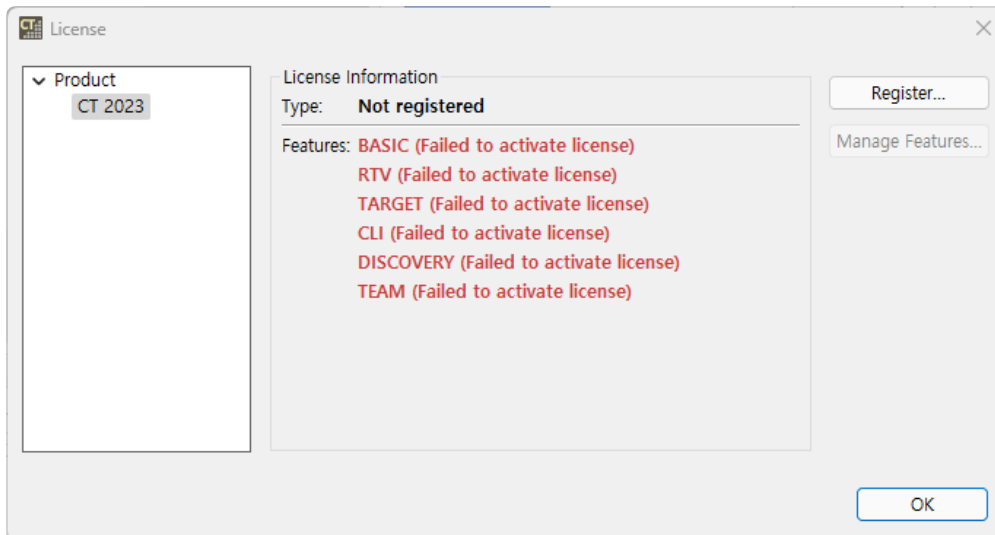 CT
License
Product
CT 2023
License Information
Type: Not registered
Features: BASIC (Failed to activate license)
RTV (Failed to activate license)
TARGET (Failed to activate license)
CLI (Failed to activate license)
DISCOVERY (Failed to activate license)
TEAM (Failed to activate license)
Register...
Manage Features...
OK